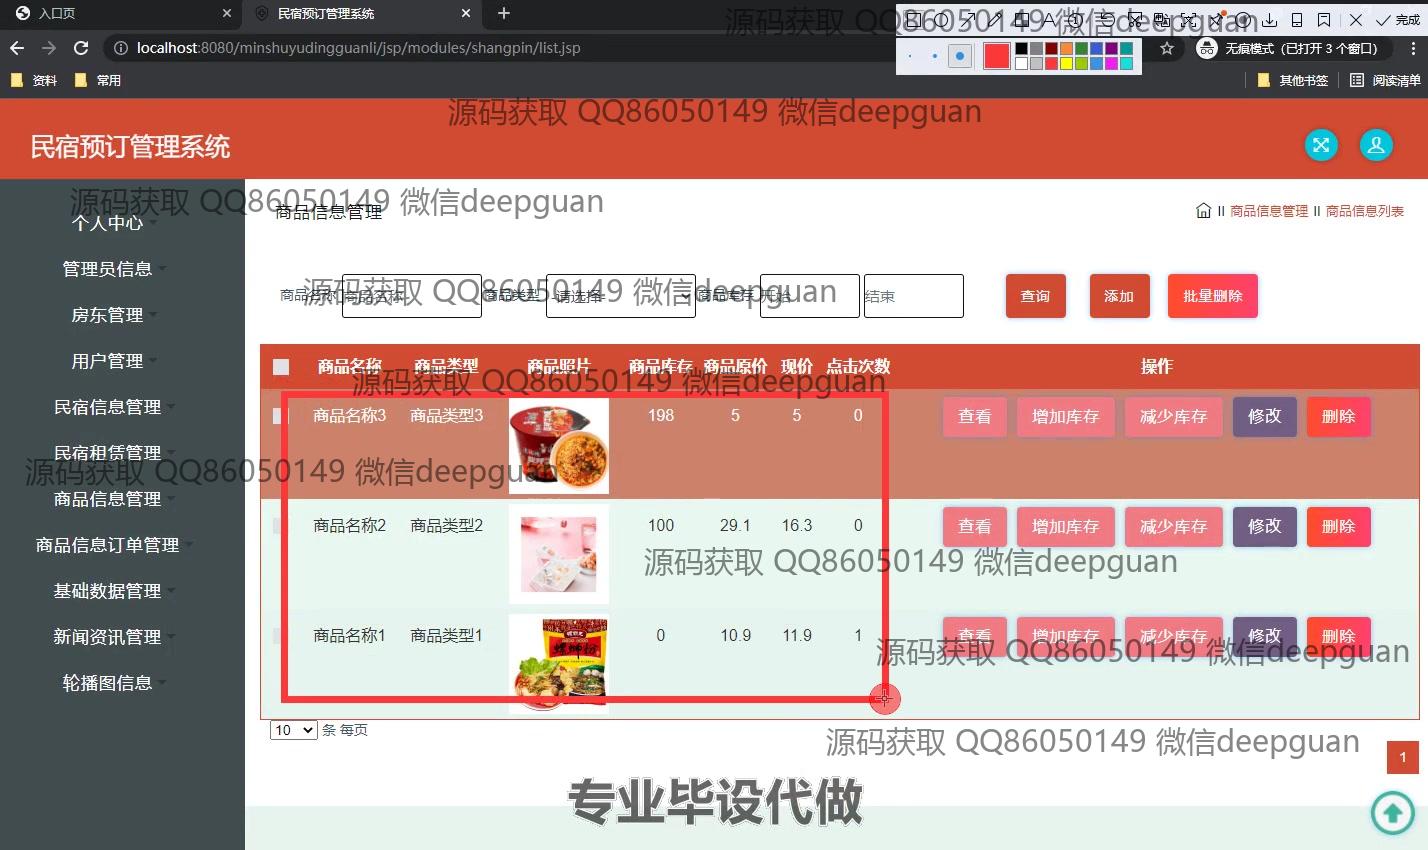 入口页
民宿预订管理系统
源码获取 QQ86050149 微信deepguan
完成
localhost:8080/minshuyudingguanli/jsp/modules/shangpin/list.jsp
无痕模式（已打开 3 个窗口）
资料
常用
其他书签
阅读清单
源码获取 QQ86050149 微信deepguan
民宿预订管理系统
源码获取 QQ86050149 微信deepguan
个人中心
管理员信息
房东管理
用户管理
民宿信息管理
民宿租赁管理
商品信息管理
商品信息订单管理
基础数据管理
新闻资讯管理
轮播图信息
商品信息管理
商品信息管理 II 商品信息列表
商品名称 商品名称 商品类型 请选择 商品库存 开始 结束 查询 添加 批量删除
源码获取 QQ86050149 微信deepguan
商品名称 商品类型 商品照片 商品库存 商品原价 现价 点击次数 操作
源码获取 QQ86050149 微信deepguan
商品名称3 商品类型3 198 5 5 0 查看 增加库存 减少库存 修改 删除
源码获取 QQ86050149 微信deepguan
商品名称2 商品类型2 100 29.1 16.3 0 查看 增加库存 减少库存 修改 删除
源码获取 QQ86050149 微信deepguan
商品名称1 商品类型1 螺蛳粉 0 10.9 11.9 1 查看 增加库存 减少库存 修改 删除
源码获取 QQ86050149 微信deepguan
10 条 每页
源码获取 QQ86050149 微信deepguan
1
专业毕设代做